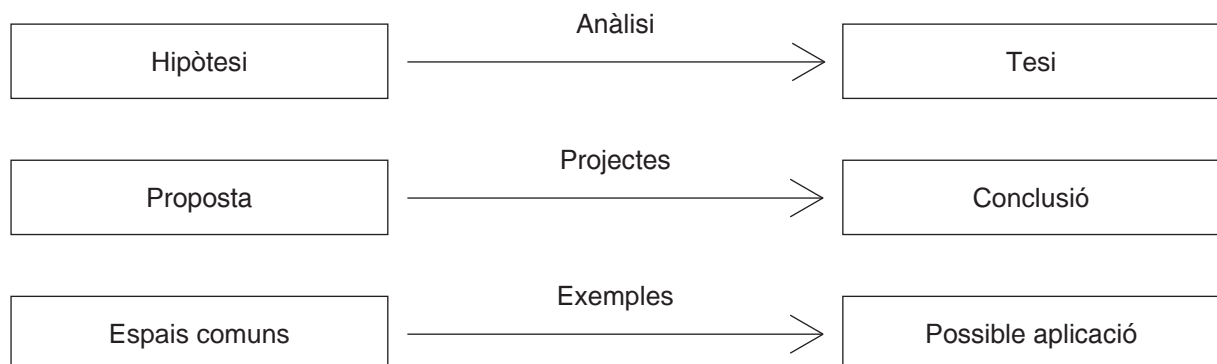 Anàlisi
Hipòtesi
Tesi
Projectes
Proposta
Conclusió
Exemples
Espais comuns
Possible aplicació